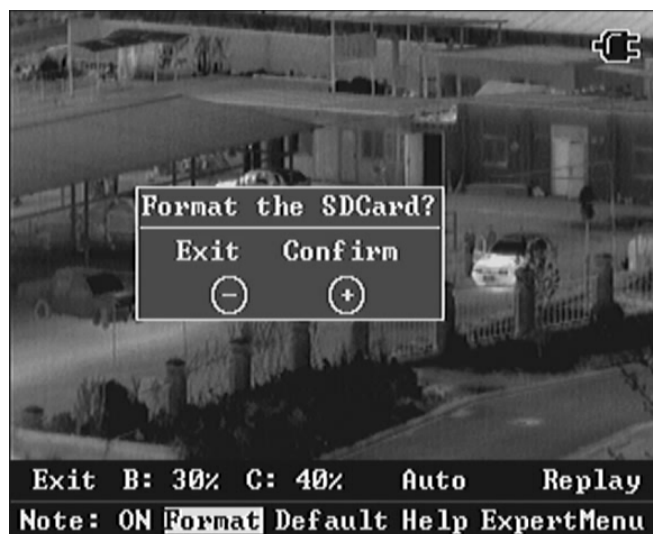 Format the SDCard?
Exit Confirm
- +
Exit B: 30% C: 40% Auto Replay
Note: ON Format Default Help ExpertMenu